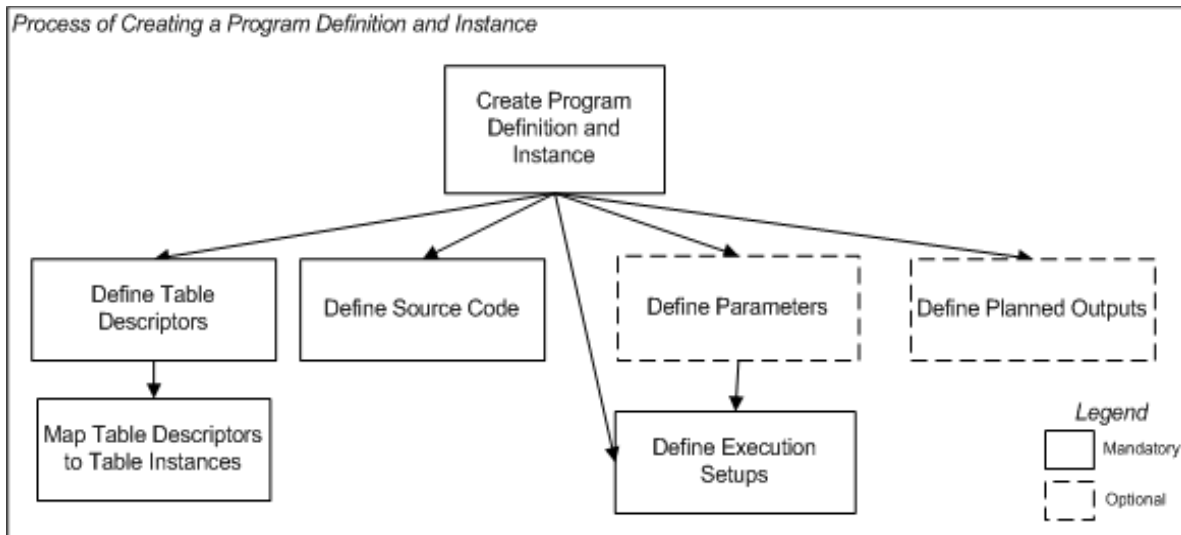 Process of Creating a Program Definition and Instance
Create Program
Definition and
Instance
Define Table
Descriptors
Define Source Code
Define Parameters
Define Planned Outputs
Map Table Descriptors
to Table Instances
Define Execution
Setups
Legend
Mandatory
Optional